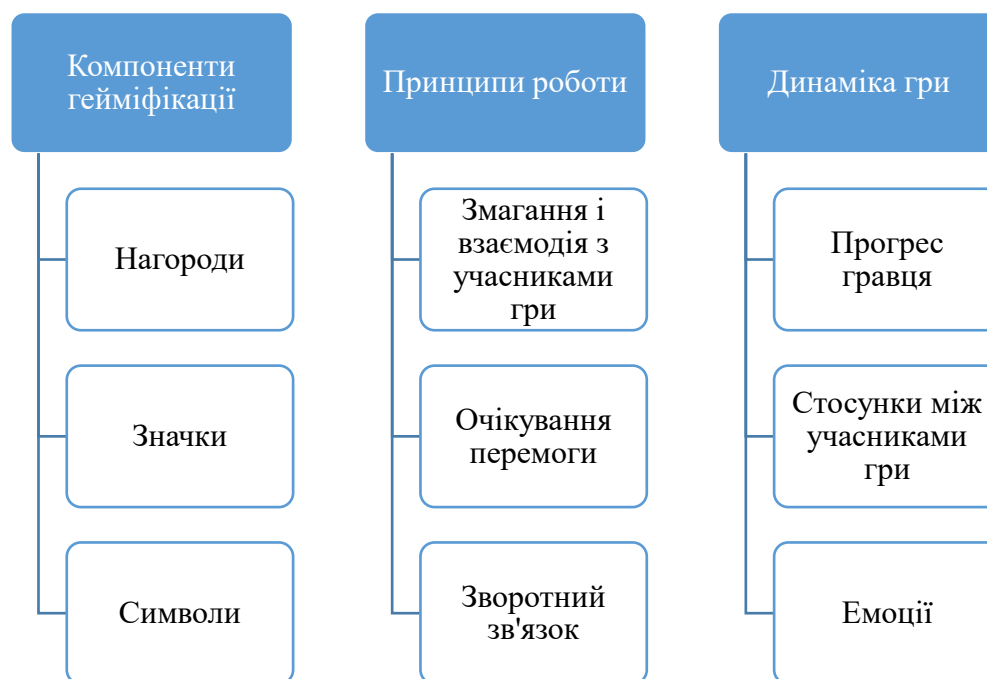 Компоненти
гейміфікації
Нагороди
Значки
Символи
Принципи роботи
Змагання і
взаємодія з
учасниками
гри
Очікування
перемоги
Зворотний
зв'язок
Динаміка гри
Прогрес
гравця
Стосунки між
учасниками
гри
Емоції